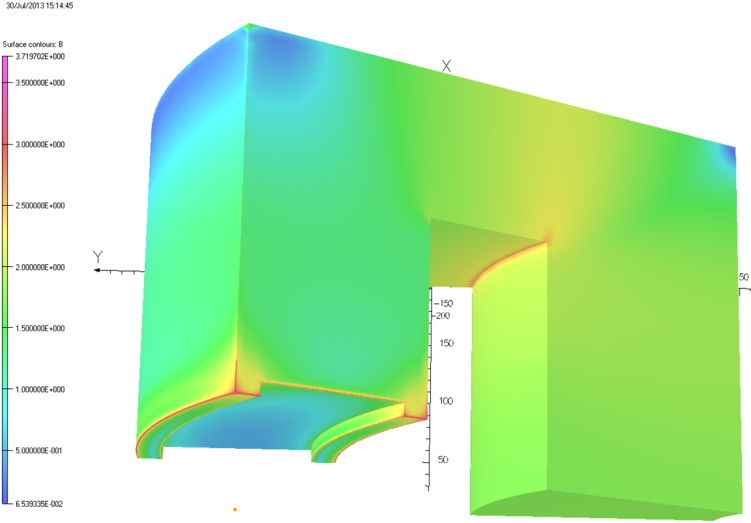 30/Jul/2013 15:14:45
Surface contours: B
3.719702E+000
3.500000E+000
3.000000E+000
2.500000E+000
2.000000E+000
1.500000E+000
1.000000E+000
5.000000E-001
6.539335E-002
X
Y
50
-150
-200
150
100
50